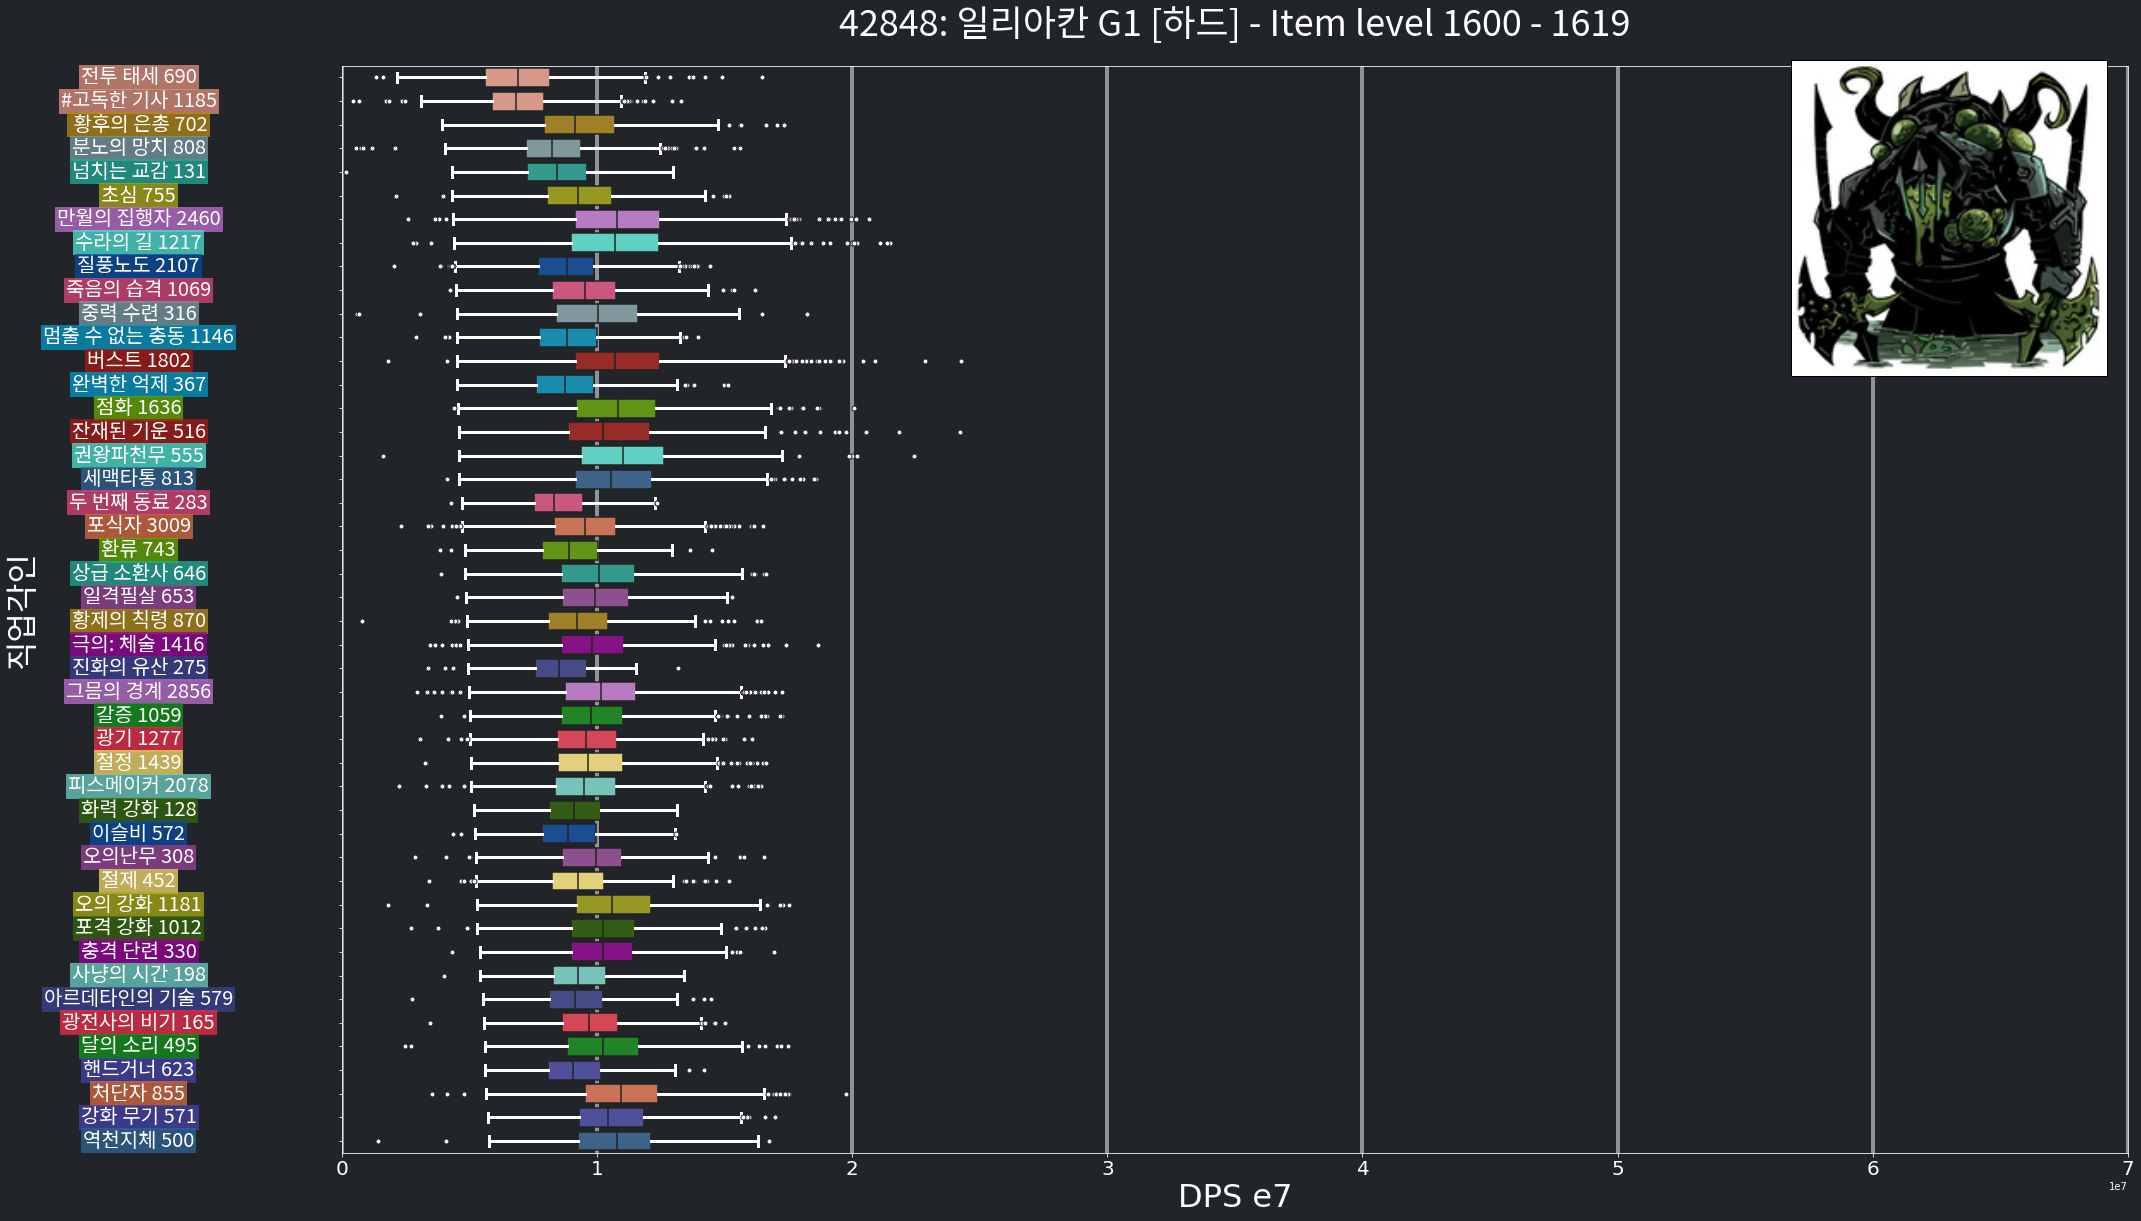 42848: 일리아칸 G1 [하드] - Item level 1600 - 1619
전투 태세 690
#고독한 기사 1185
황후의 은총 702
분노의 망치 808
넘치는 교감 131
초심 755
만월의 집행자 2460
수라의 길 1217
질풍노도 2107
죽음의 습격 1069
중력 수련 316
멈출 수 없는 충동 1146
버스트 1802
완벽한 억제 367
점화 1636
잔재된 기운 516
권왕파천무 555
세맥타통 813
두 번째 동료 283
포식자 3009
환류 743
상급 소환사 646
일격필살 653
황제의 칙령 870
극의: 체술 1416
진화의 유산 275
그믐의 경계 2856
갈증 1059
광기 1277
절정 1439
피스메이커 2078
화력 강화 128
이슬비 572
오의난무 308
절제 452
오의 강화 1181
포격 강화 1012
충격 단련 330
사냥의 시간 198
아르데타인의 기술 579
광전사의 비기 165
달의 소리 495
핸드거너 623
처단자 855
강화 무기 571
역천지체 500
직업각인
0 1 2 3 4 5 6 7
1e7
DPS e7